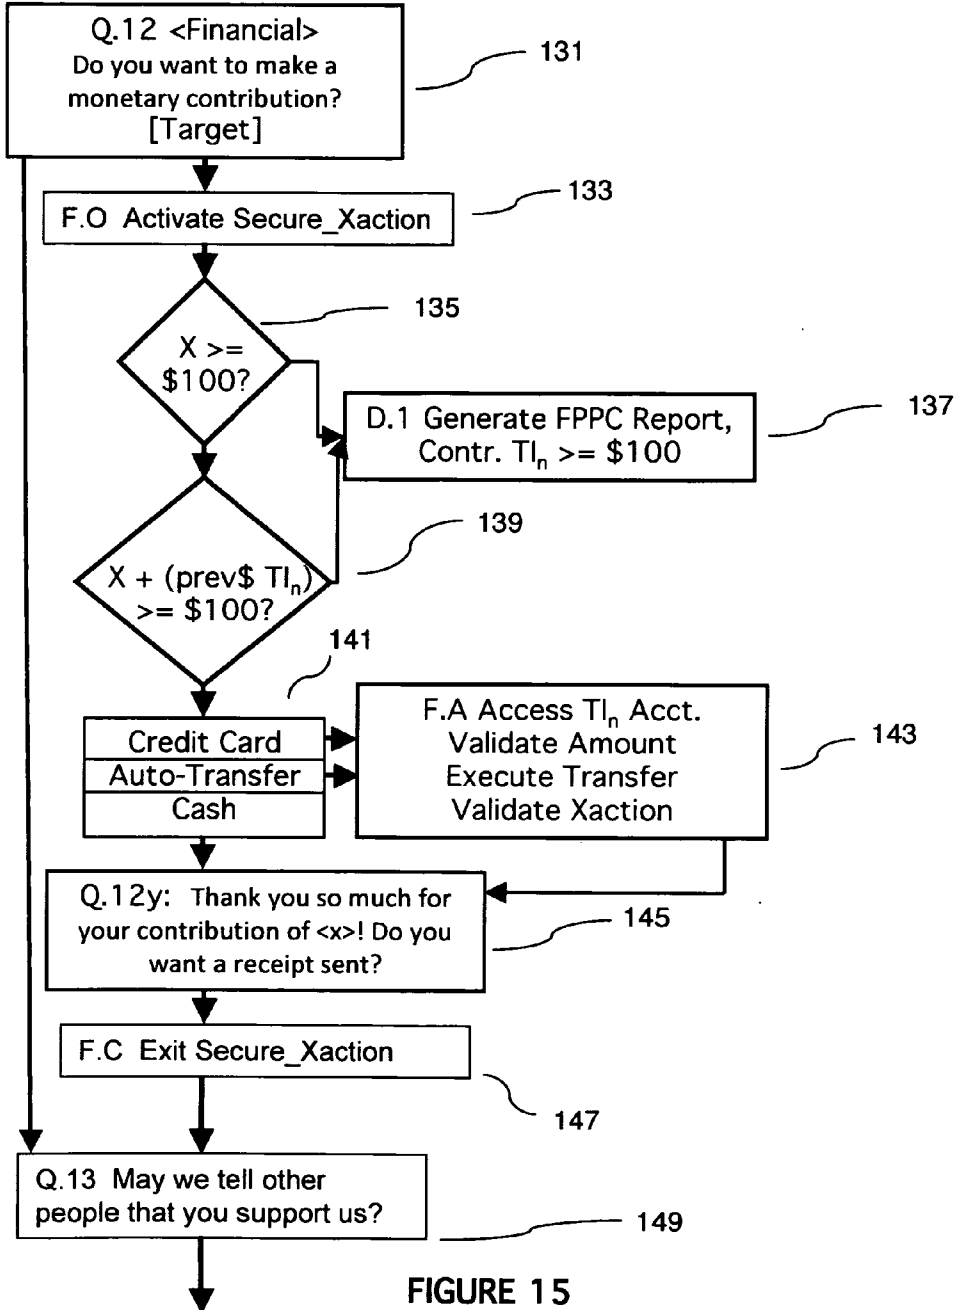 Q.12 <Financial>
Do you want to make a
monetary contribution?
[Target]
131
F.O Activate Secure_Xaction
133
135
X >=
$100?
D.1 Generate FPPC Report,
Contr. TIn >= $100
137
139
X + (prev$ TIn)
>= $100?
141
Credit Card
Auto-Transfer
Cash
F.A Access TIn Acct.
Validate Amount
Execute Transfer
Validate Xaction
143
Q.12y: Thank you so much for
your contribution of <x>! Do you
want a receipt sent?
145
F.C Exit Secure_Xaction
147
Q.13 May we tell other
people that you support us?
149
FIGURE 15